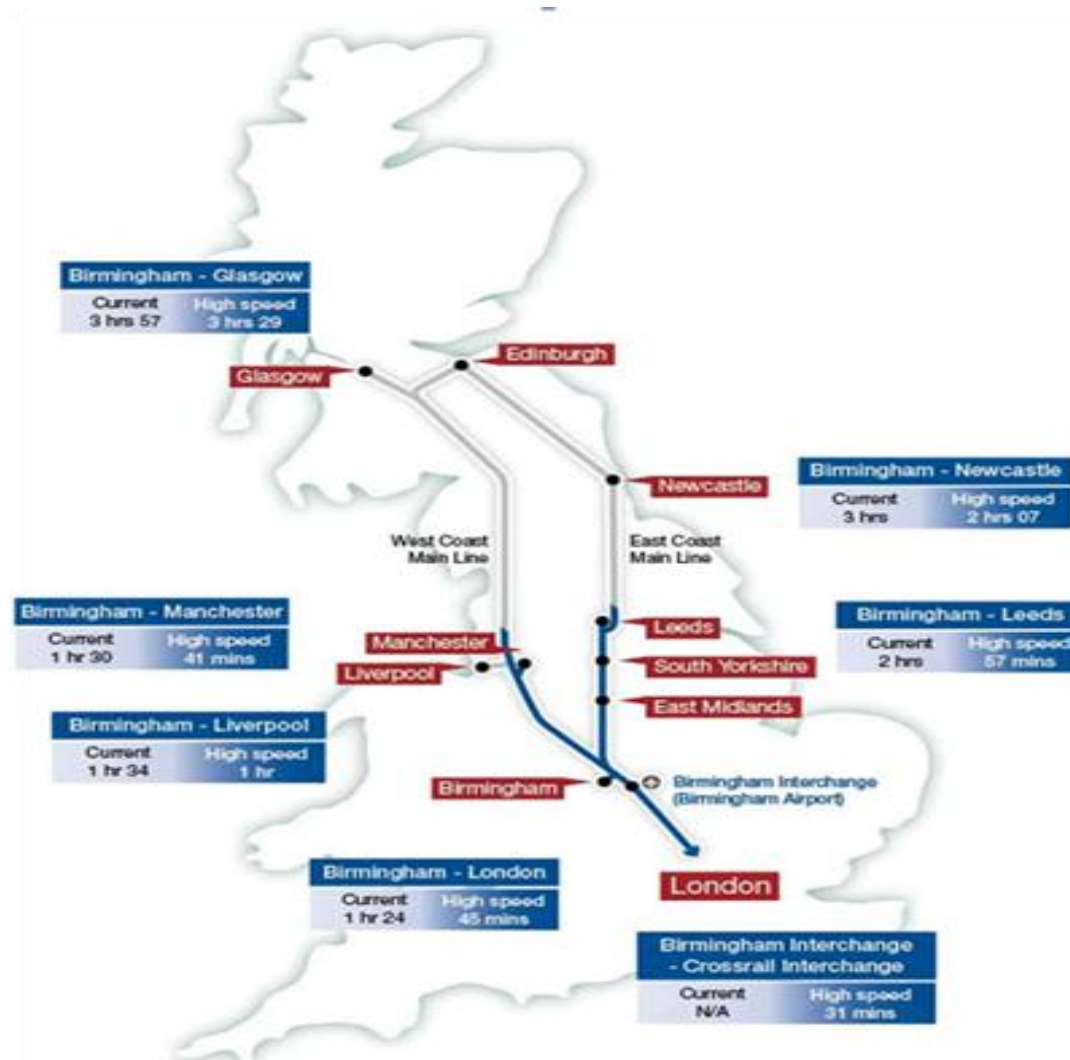 Birmingham - Glasgow
Current High speed
3 hrs 57 3 hrs 29
Edinburgh
Glasgow
Birmingham - Newcastle
Current High speed
3 hrs 2 hrs 07
Newcastle
West Coast
Main Line
East Coast
Main Line
Birmingham - Manchester
Current High speed
1 hr 30 41 mins
Birmingham - Leeds
Current High speed
2 hrs 57 mins
Leeds
Manchester
Liverpool
South Yorkshire
East Midlands
Birmingham - Liverpool
Current High speed
1 hr 34 1 hr
Birmingham
Birmingham Interchange
(Birmingham Airport)
Birmingham - London
Current High speed
1 hr 24 45 mins
London
Birmingham Interchange
- Crossrail Interchange
Current High speed
N/A 31 mins